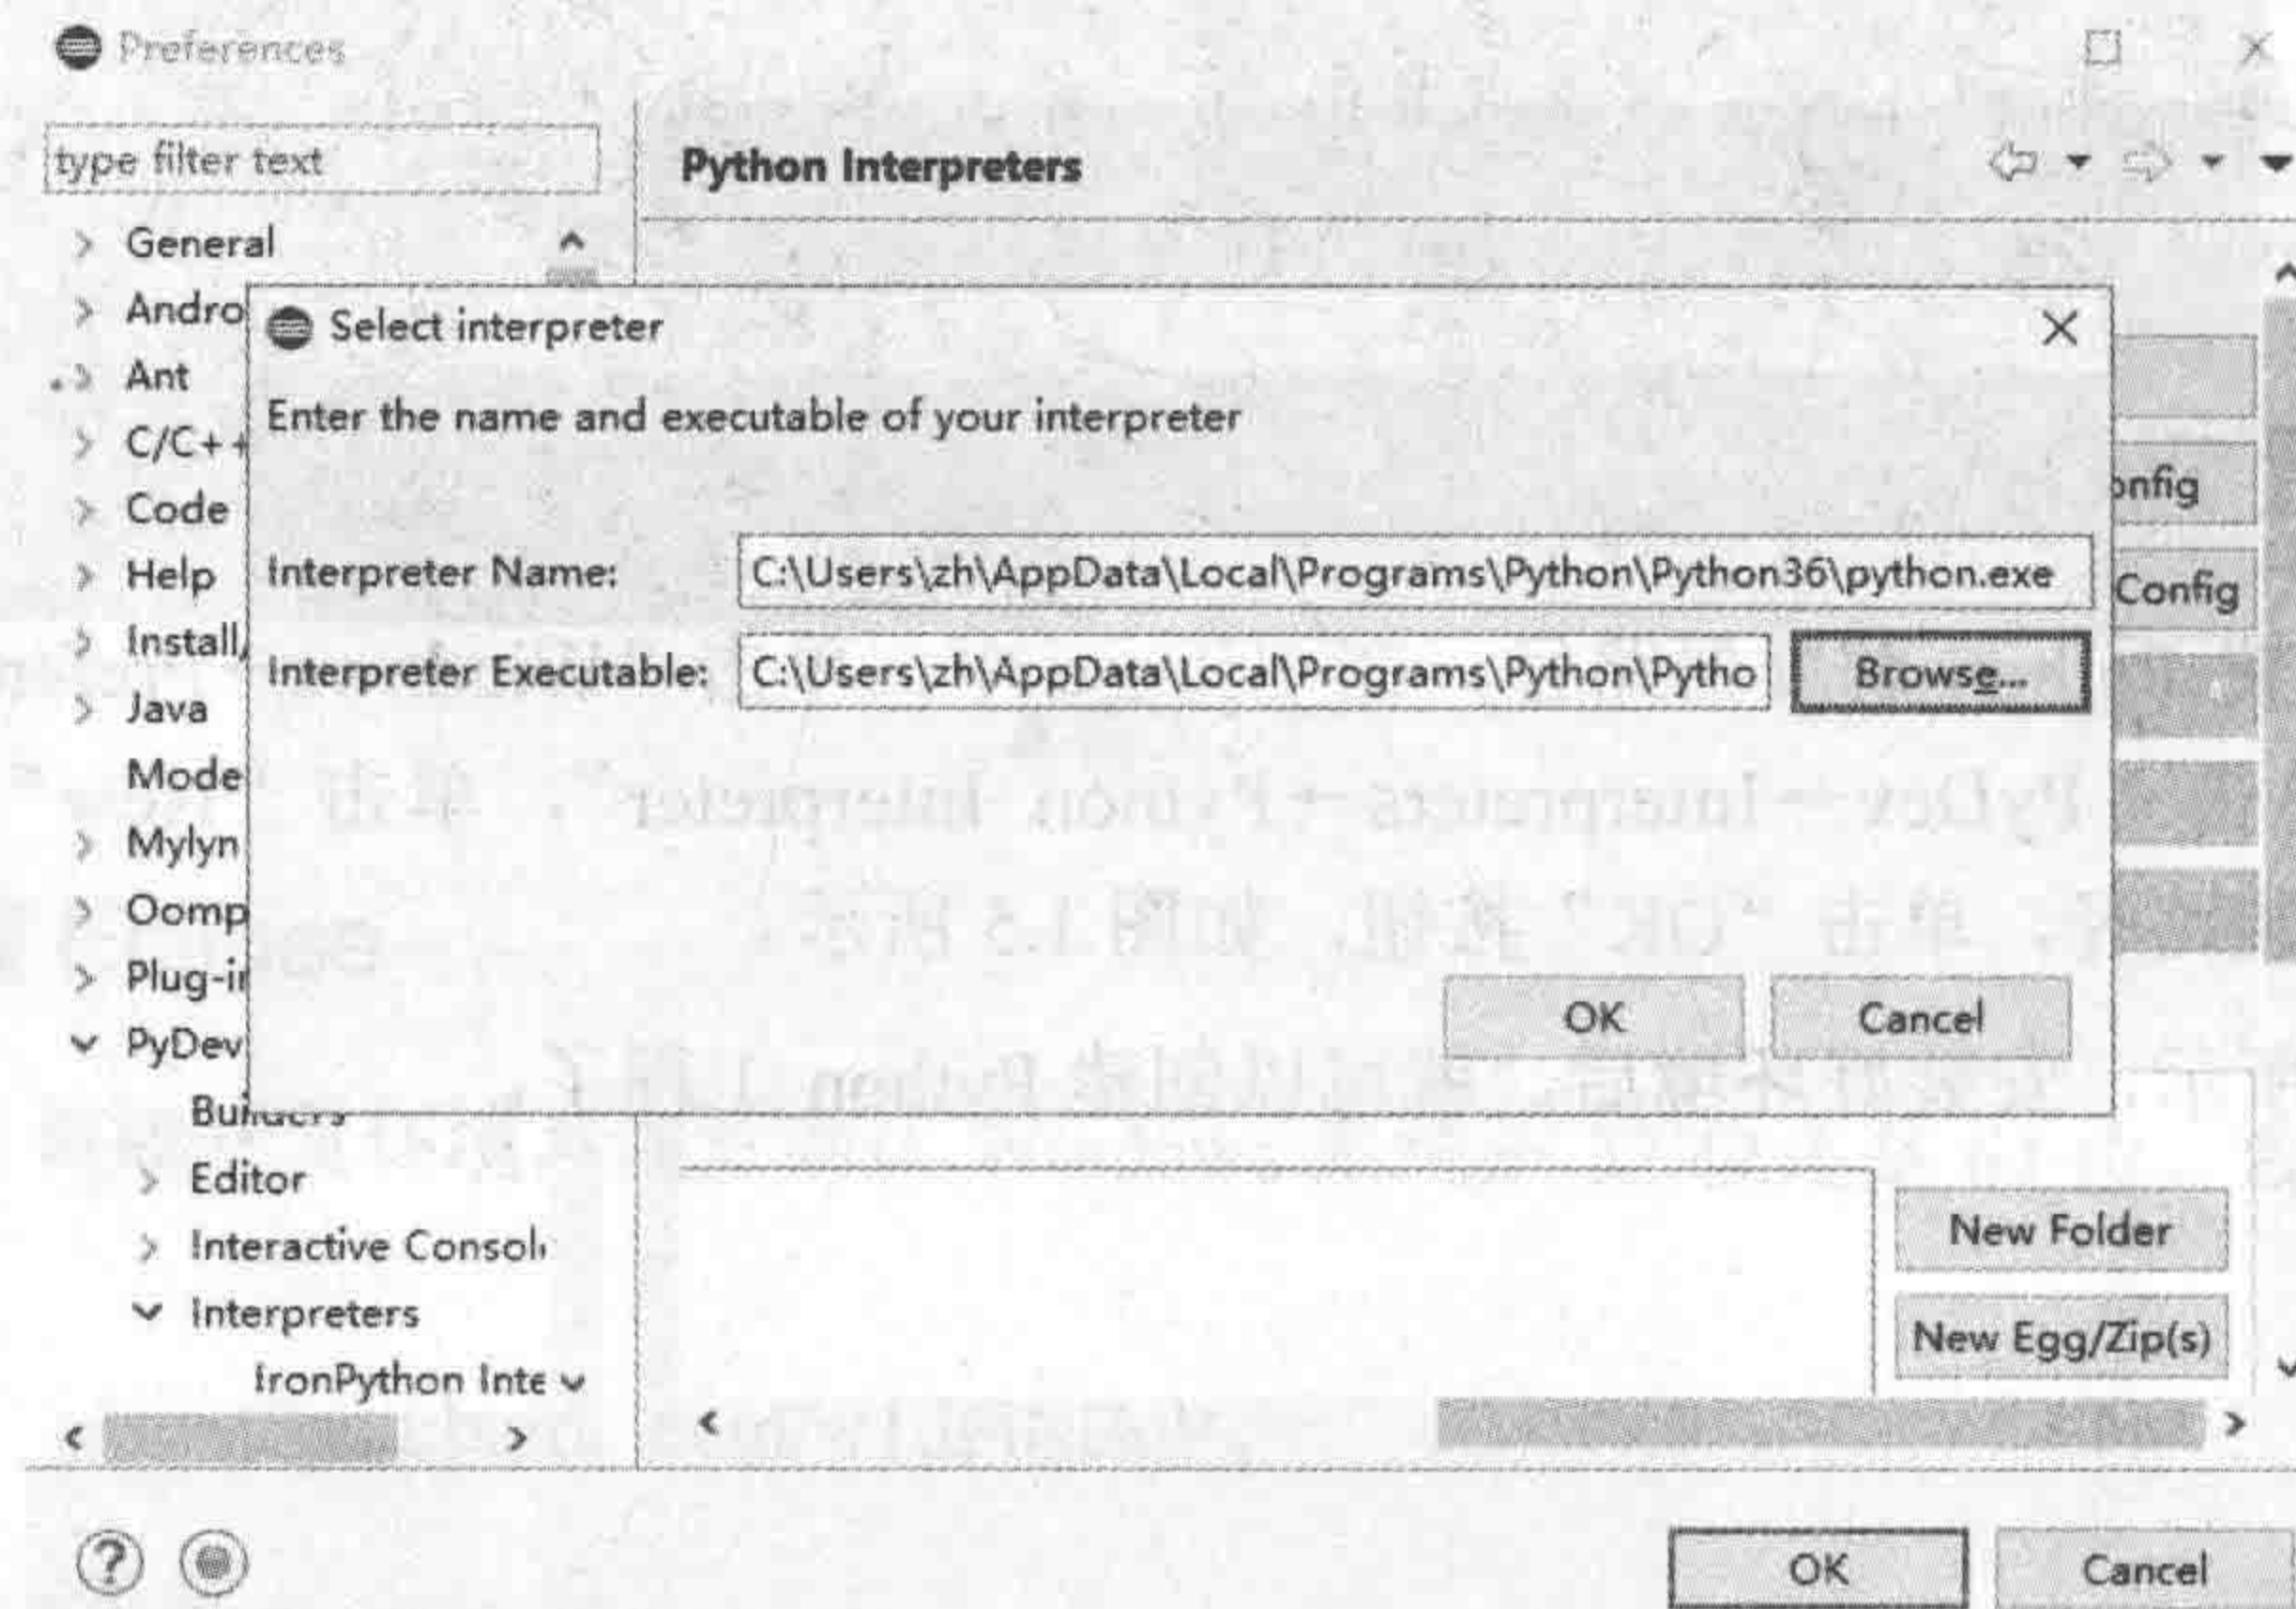 Preferences
type filter text
Python Interpreters
General
Andro
Ant
C/C++
Code
Help
Install/
Java
Mode
Mylyn
Oomp
Plug-in
PyDev
Builders
Editor
Interactive Consol
Interpreters
IronPython Inte
Select interpreter
Enter the name and executable of your interpreter
Interpreter Name:
C:\Users\zh\AppData\Local\Programs\Python\Python36\python.exe
Interpreter Executable:
C:\Users\zh\AppData\Local\Programs\Python\Pytho
Browse...
OK
Cancel
onfig
Config
New Folder
New Egg/Zip(s)
OK
Cancel